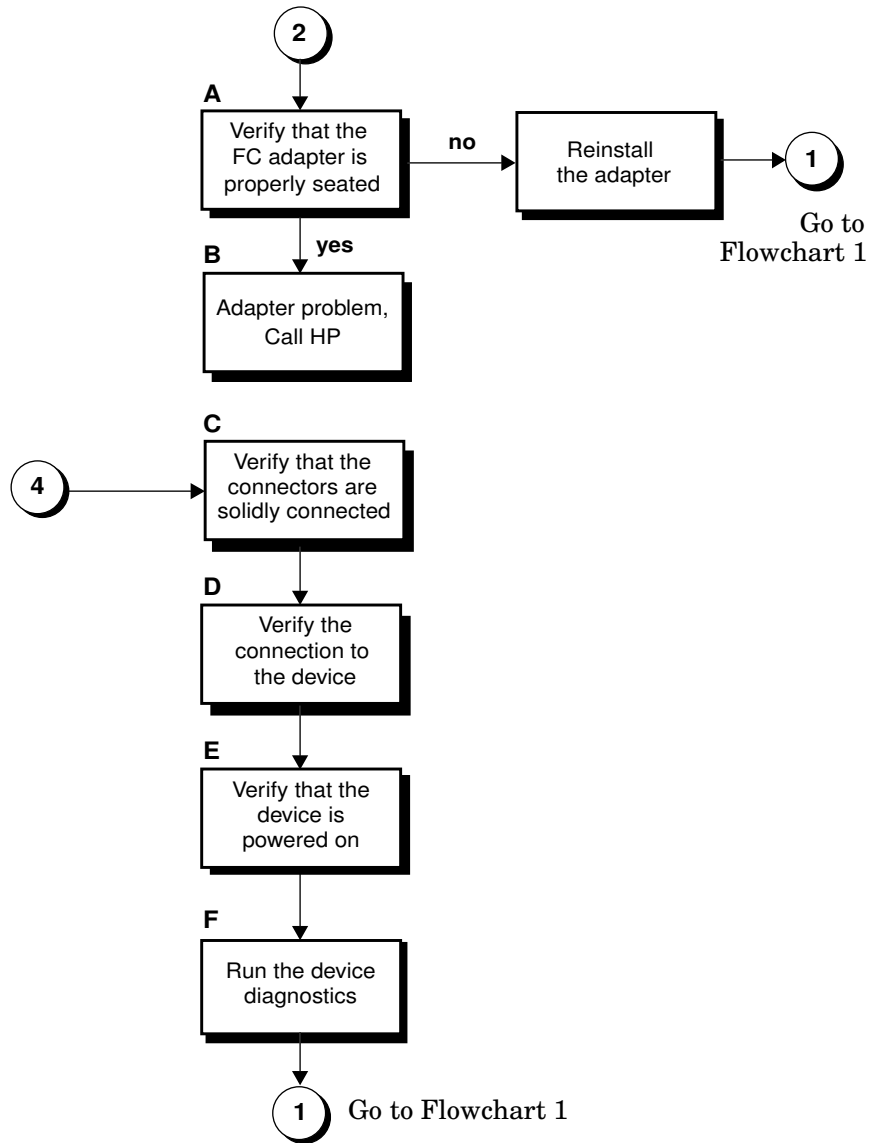 2
A
Verify that the
FC adapter is
properly seated
no
Reinstall
the adapter
1
Go to
Flowchart 1
yes
B
Adapter problem,
Call HP
C
4
Verify that the
connectors are
solidly connected
D
Verify the
connection to
the device
E
Verify that the
device is
powered on
F
Run the device
diagnostics
1
Go to Flowchart 1